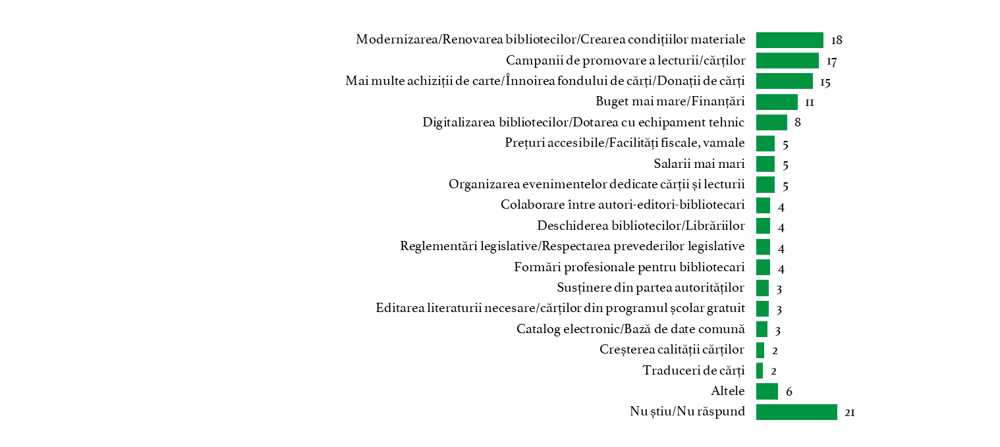 Modernizarea/Renovarea bibliotecilor/Crearea condițiilor materiale 18
Campanii de promovare a lecturii/cărților 17
Mai multe achiziții de carte/Înnoirea fondului de cărți/Donații de cărți 15
Buget mai mare/Finanțări 11
Digitalizarea bibliotecilor/Dotarea cu echipament tehnic 8
Prețuri accesibile/Facilități fiscale, vamale 5
Salarii mai mari 5
Organizarea evenimentelor dedicate cărții și lecturii 5
Colaborare între autori-editori-bibliotecari 4
Deschiderea bibliotecilor/Librăriilor 4
Reglementări legislative/Respectarea prevederilor legislative 4
Formări profesionale pentru bibliotecari 4
Susținere din partea autorităților 3
Editarea literaturii necesare/cărților din programul școlar gratuit 3
Catalog electronic/Bază de date comună 3
Creșterea calității cărților 2
Traduceri de cărți 2
Altele 6
Nu știu/Nu răspund 21